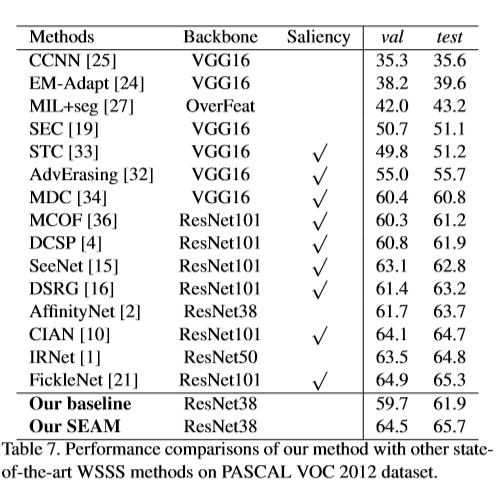 Methods Backbone Saliency val test
CCNN [25] VGG16 35.3 35.6
EM-Adapt [24] VGG16 38.2 39.6
MIL+seg [27] OverFeat 42.0 43.2
SEC [19] VGG16 50.7 51.1
STC [33] VGG16 ✓ 49.8 51.2
AdvErasing [32] VGG16 ✓ 55.0 55.7
MDC [34] VGG16 ✓ 60.4 60.8
MCOF [36] ResNet101 ✓ 60.3 61.2
DCSP [4] ResNet101 ✓ 60.8 61.9
SeeNet [15] ResNet101 ✓ 63.1 62.8
DSRG [16] ResNet101 ✓ 61.4 63.2
AffinityNet [2] ResNet38 61.7 63.7
CIAN [10] ResNet101 ✓ 64.1 64.7
IRNet [1] ResNet50 63.5 64.8
FickleNet [21] ResNet101 ✓ 64.9 65.3
Our baseline ResNet38 59.7 61.9
Our SEAM ResNet38 64.5 65.7
Table 7. Performance comparisons of our method with other state-
of-the-art WSSS methods on PASCAL VOC 2012 dataset.